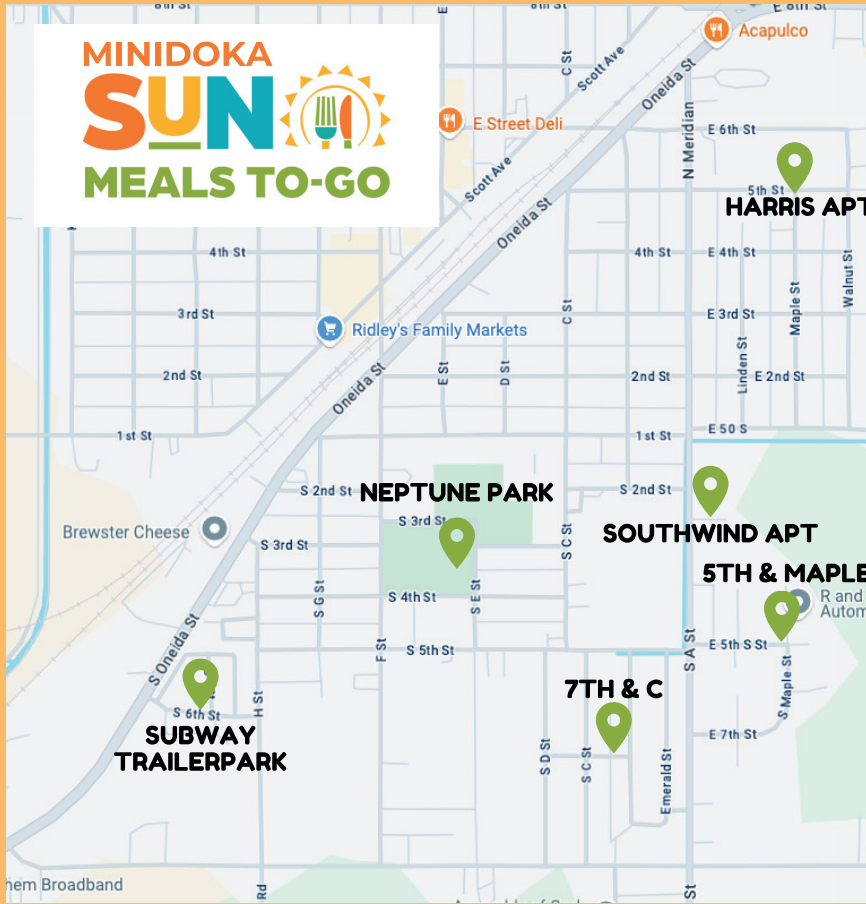 8th St
8th St
E 8th St
MINIDOKA
SUN
MEALS TO-GO
Acapulco
C St
Scott Ave
Oneida St
E Street Deli
N Meridian
E 6th St
Scott Ave
5th St
HARRIS APT
Oneida St
4th St
4th St
E 4th St
Walnut St
3rd St
C St
E 3rd St
Maple St
Ridley's Family Markets
2nd St
Oneida St
E St
D St
2nd St
Linden St
E 2nd St
1st St
1st St
E 50 S
S 2nd St
NEPTUNE PARK
S 2nd St
Brewster Cheese
S 3rd St
S 3rd St
S C St
SOUTHWIND APT
5TH & MAPLE
S G St
S 4th St
S E St
R and
Autom
S Oneida St
F St
S 5th St
S A St
E 5th S St
S 6th St
H St
7TH & C
S Maple St
SUBWAY
TRAILERPARK
S D St
S C St
Emerald St
E 7th St
hem Broadband
Rd
St